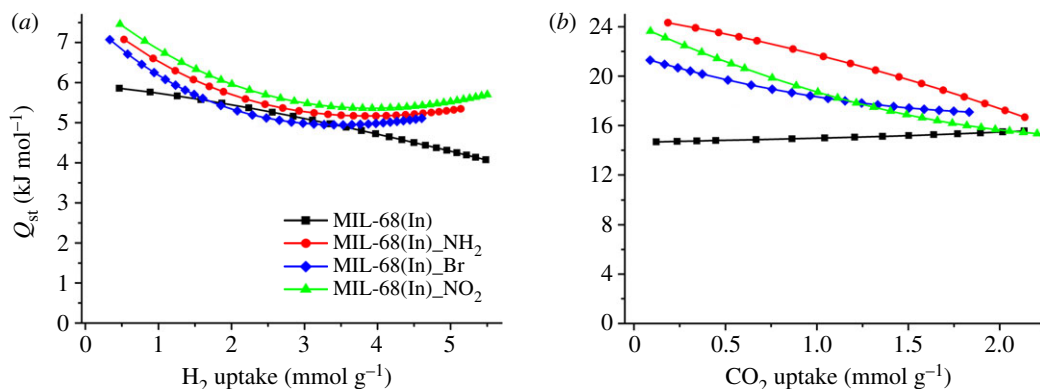 (a)
(b)
Q_st (kJ mol⁻¹)
7
6
5
4
3
2
1
0
MIL-68(In)
MIL-68(In)_NH₂
MIL-68(In)_Br
MIL-68(In)_NO₂
0 1 2 3 4 5
H₂ uptake (mmol g⁻¹)
24
20
16
12
8
4
0
0 0.5 1.0 1.5 2.0
CO₂ uptake (mmol g⁻¹)